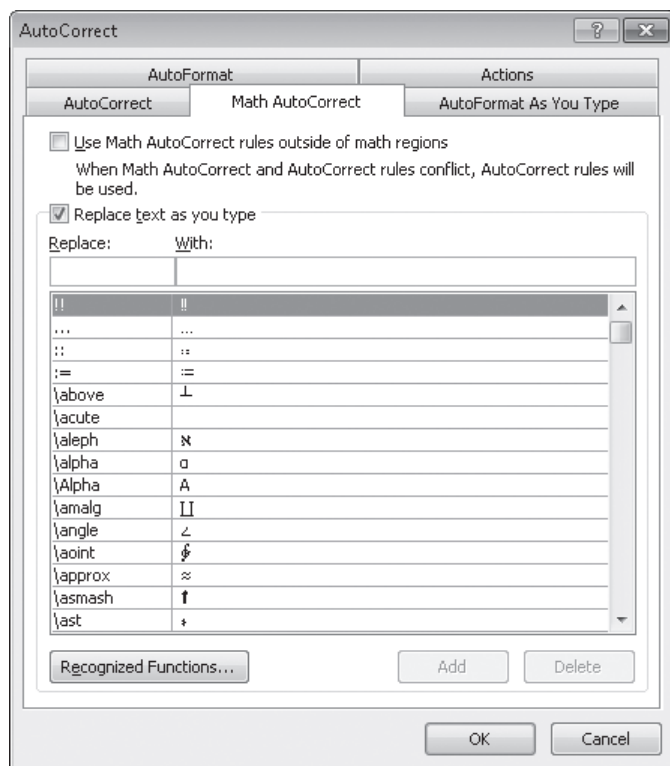 AutoCorrect
AutoFormat Actions
AutoCorrect Math AutoCorrect AutoFormat As You Type
Use Math AutoCorrect rules outside of math regions
When Math AutoCorrect and AutoCorrect rules conflict, AutoCorrect rules will
be used.
Replace text as you type
Replace: With:
!! ‼
... …
:: ∷
:= ≔
\above ┴
\acute
\aleph ℵ
\alpha α
\Alpha Α
\amalg ∐
\angle ∠
\aoint ∳
\approx ≈
\asmash ⬆
\ast ∗
Recognized Functions... Add Delete
OK Cancel